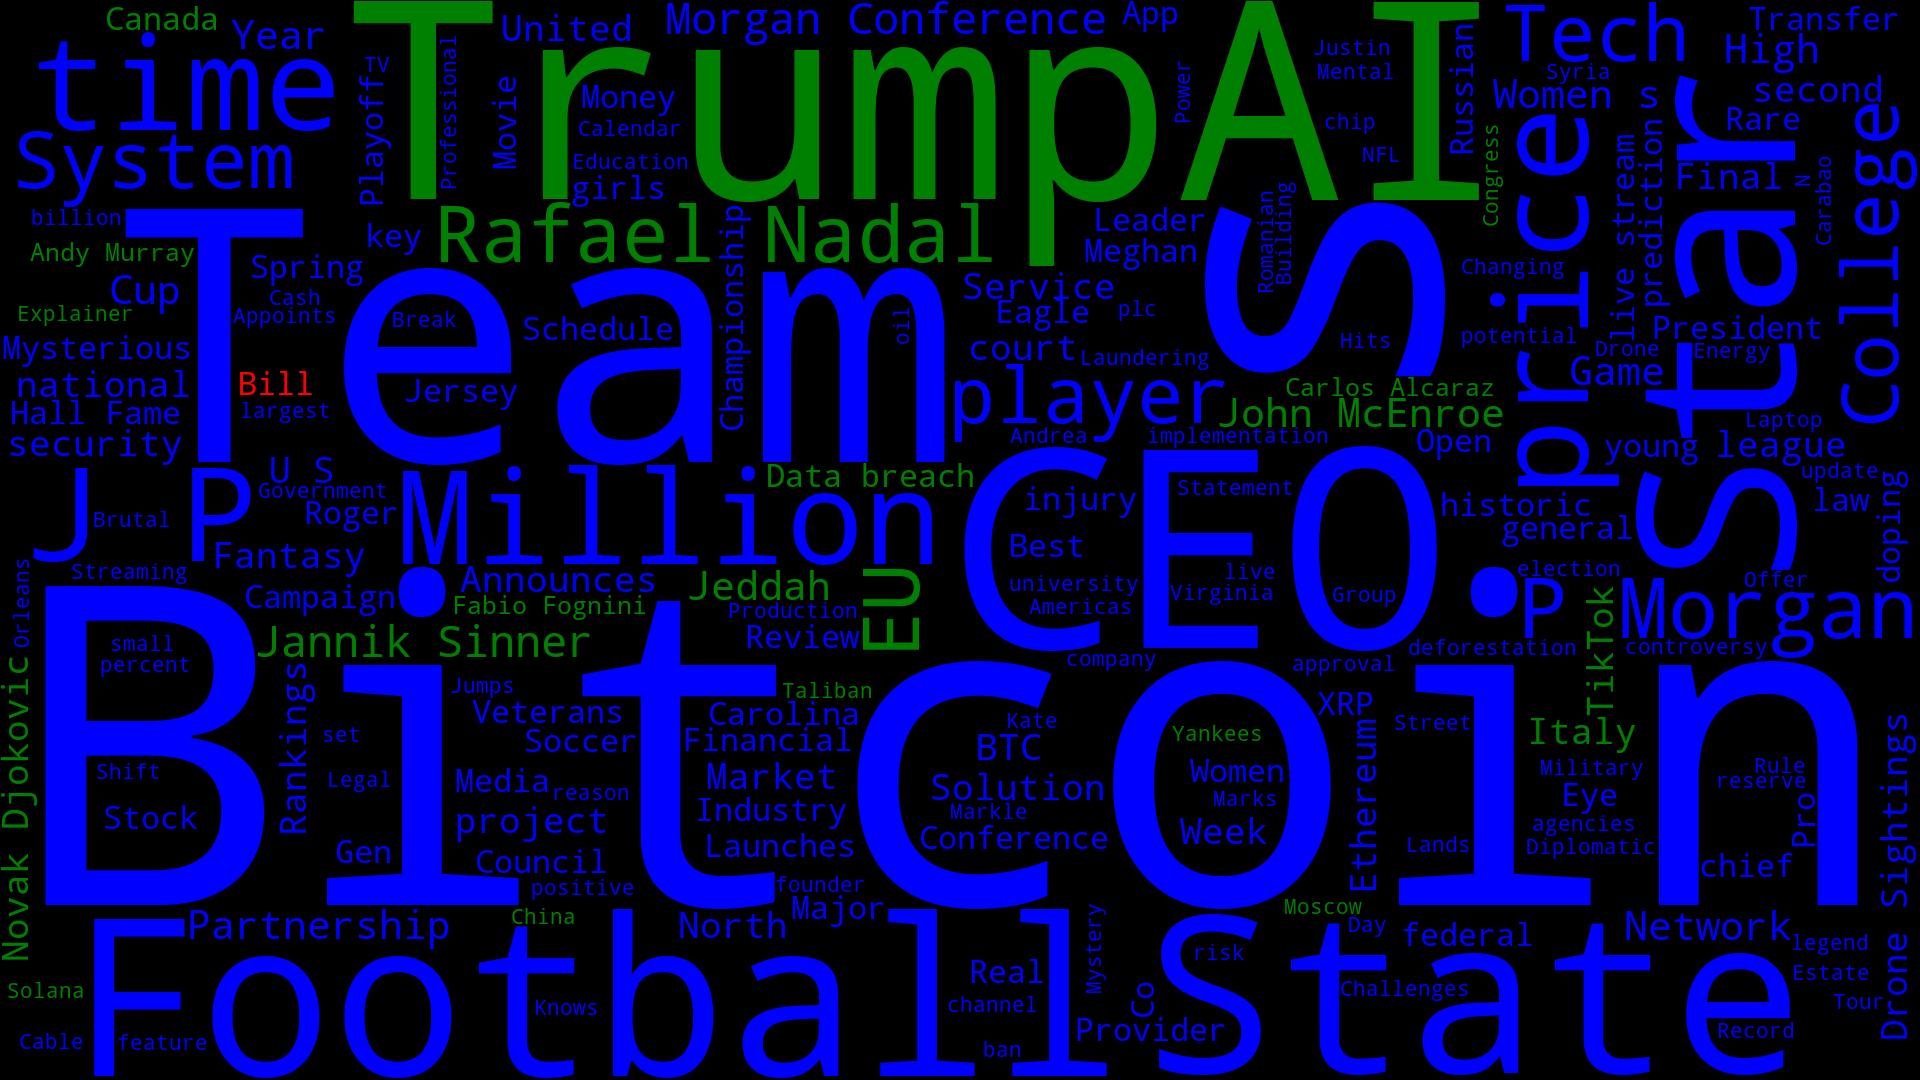 Canada
Year
time
System
United
Morgan
Conference
App
Trump
AI
Tech
Transfer
High
TV
Playoff
Professional
Movie
Money
Calendar
Education
girls
Power
Justin
Mental
chip
NFL
Russian
Congress
Syria
Women s
second
Rare
Final
N
Carabao
college
star
price
live stream
prediction
billion
Andy Murray
Team
key
Rafael Nadal
Championship
Leader
Meghan
S
Romanian
Building
Changing
Spring
Cup
Cash
Appoints
Explainer
Mysterious
national
Hall Fame
security
Bill
largest
Break
Schedule
Jersey
oil
Service
Eagle
plc
court
Laundering
player
Hits
potential
President
Drone
Energy
Game
Carlos Alcaraz
John McEnroe
Laptop
young
league
Andrea
implementation
Open
update
law
doping
J P
U S
Government
Roger
Brutal
Million
Data breach
CEO
injury
Statement
historic
general
S
Fantasy
Streaming
Orleans
Campaign
Announces
Fabio Fognini
Jeddah
Production
Review
EU
Best
university
Americas
live
Virginia
Group
election
Offer
P Morgan
TikTok
deforestation
controversy
Jannik Sinner
company
approval
small
percent
Bitcoin
Novak Djokovic
Rankings
Jumps
Taliban
Veterans
Soccer
Carolina
Financial
Kate
BTC
Yankees
XRP
Street
Italy
set
Shift
Legal
Stock
Media
reason
project
Market
Industry
Solution
Markle
Conference
Women
Marks
Week
Ethereum
Military
Eye
agencies
Diplomatic
Rule
reserve
Pro
chief
Lands
Drone Sightings
Gen
Council
positive
Launches
founder
Major
Partnership
China
North
Moscow
Day
federal
Network
legend
Estate
Tour
Football
State
Mystery
risk
Real
channel
Co
Provider
ban
Challenges
Record
Solana
Cable
feature
Knows